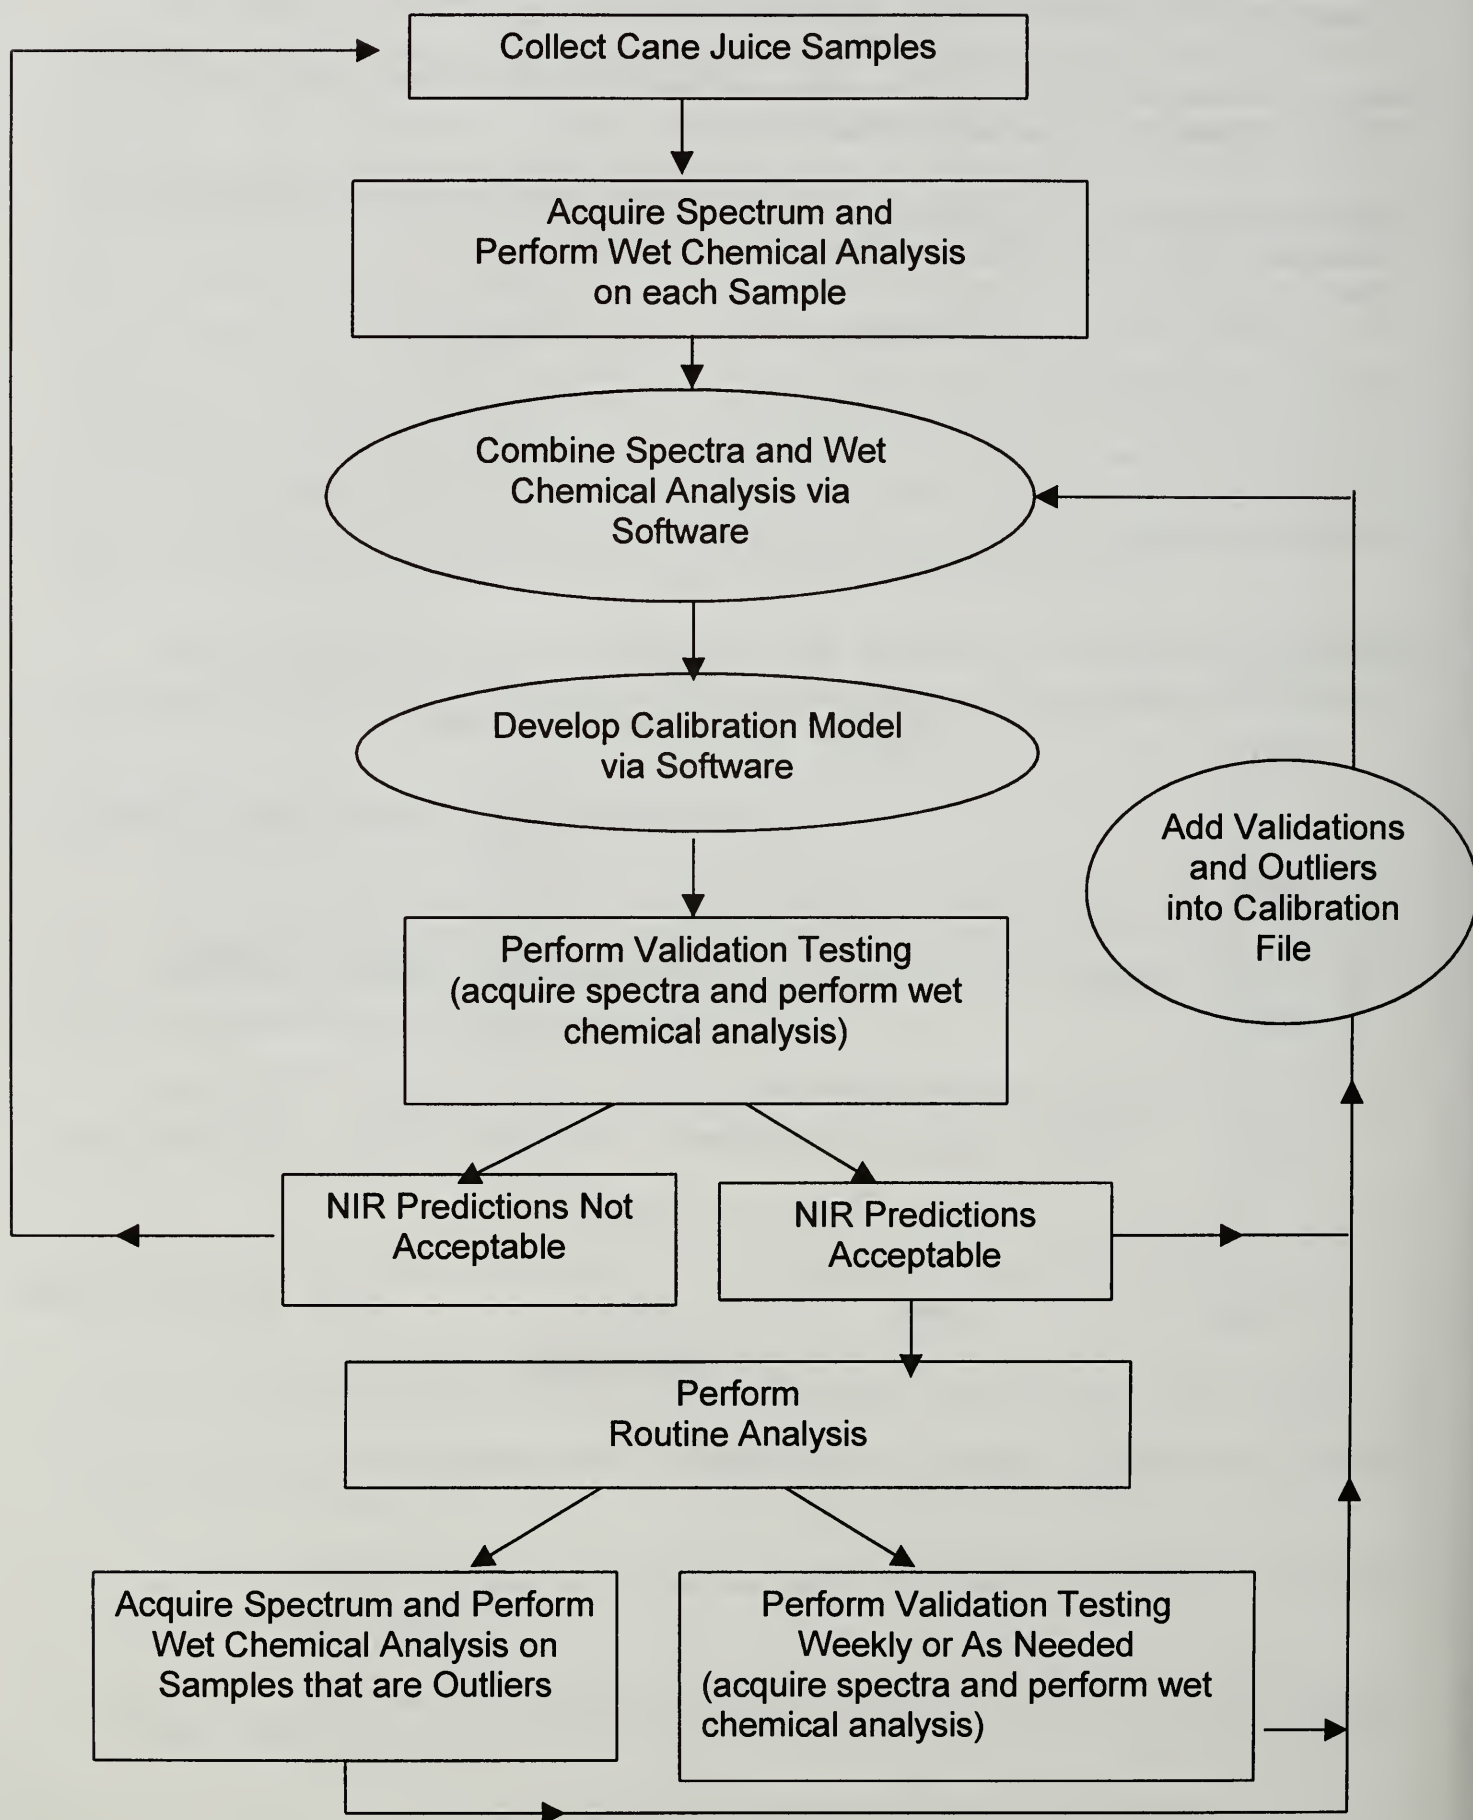 Collect Cane Juice Samples
Acquire Spectrum and
Perform Wet Chemical Analysis
on each Sample
Combine Spectra and Wet
Chemical Analysis via
Software
Develop Calibration Model
via Software
Add Validations
and Outliers
into Calibration
File
Perform Validation Testing
(acquire spectra and perform wet
chemical analysis)
NIR Predictions Not
Acceptable
NIR Predictions
Acceptable
Perform
Routine Analysis
Acquire Spectrum and Perform
Wet Chemical Analysis on
Samples that are Outliers
Perform Validation Testing
Weekly or As Needed
(acquire spectra and perform wet
chemical analysis)